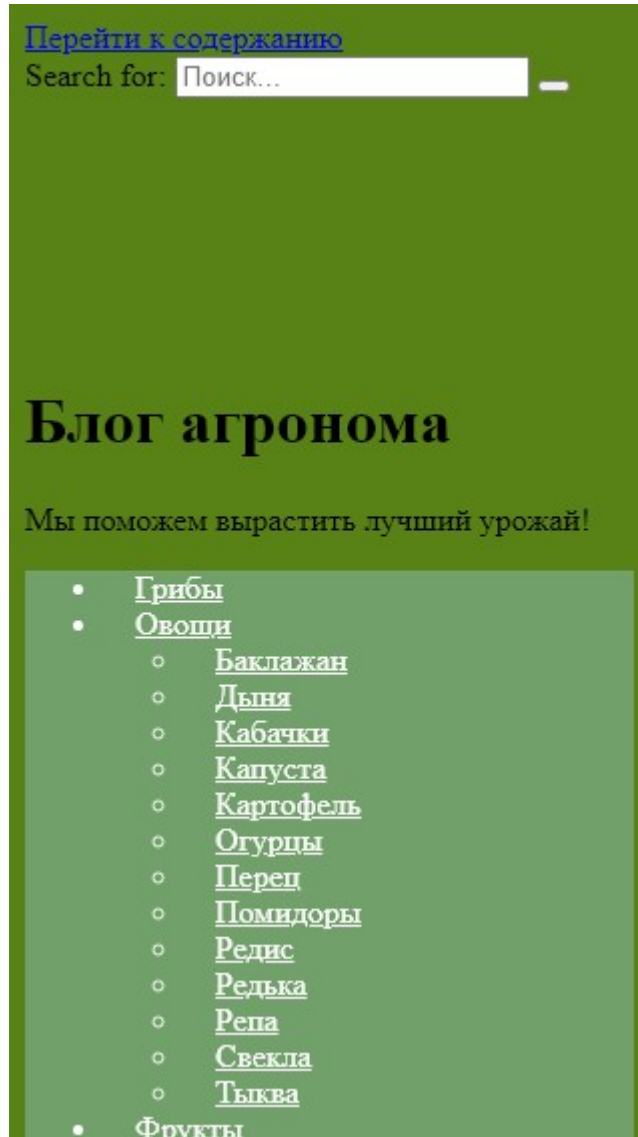 Перейти к содержанию
Search for: Поиск...
Блог агронома
Мы поможем вырастить лучший урожай!
Грибы
Овощи
Баклажан
Дыня
Кабачки
Капуста
Картофель
Огурцы
Перец
Помидоры
Редис
Редька
Репа
Свекла
Тыква
Фрукты